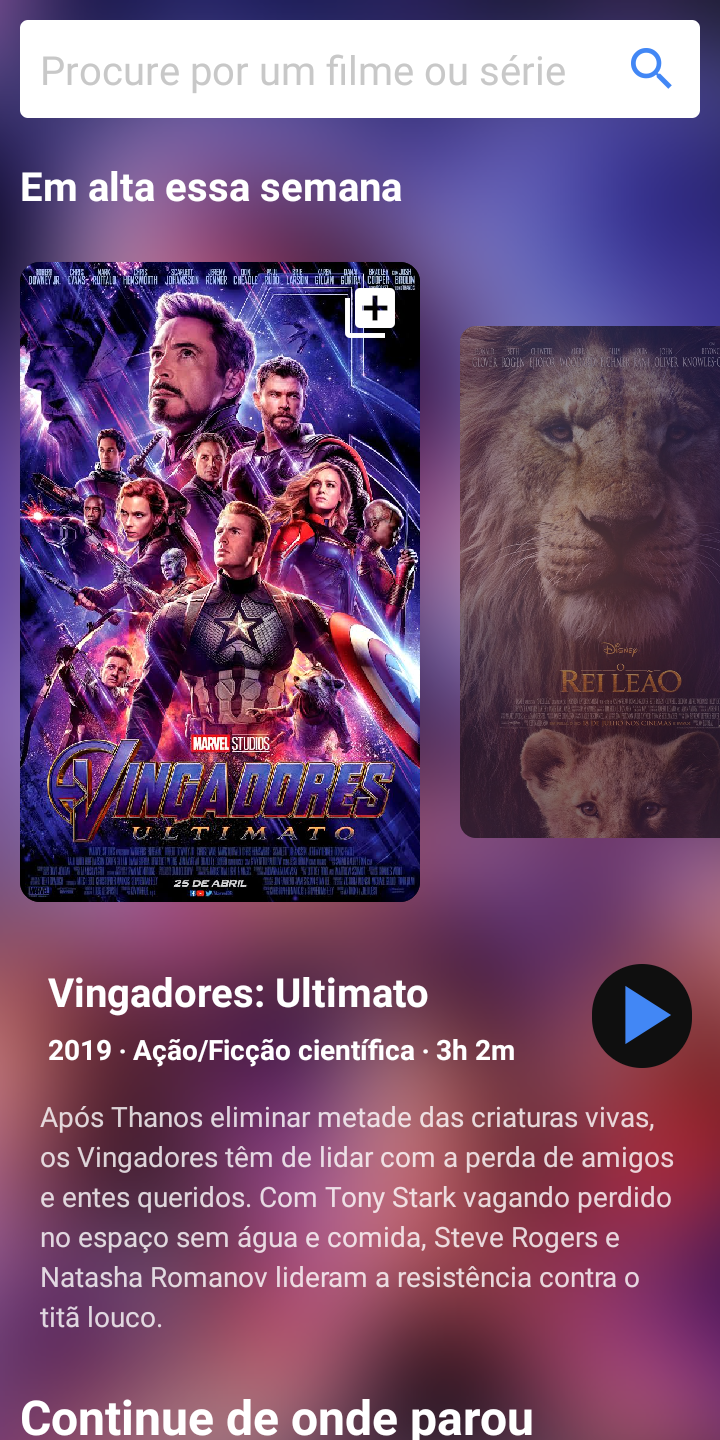 Procure por um filme ou série
Em alta essa semana
ROBERT DOWNEY JR. CHRIS EVANS MARK RUFFALO CHRIS HEMSWORTH SCARLETT JOHANSSON JEREMY RENNER DON CHEADLE PAUL RUDD BRIE LARSON KAREN GILLAN DANAI GURIRA BRADLEY COOPER JOSH BROLIN
MARVEL STUDIOS
VINGADORES
ULTIMATO
25 DE ABRIL
Disney
O
REI LEÃO
18 DE JULHO NOS CINEMAS
Vingadores: Ultimato
2019 · Ação/Ficção científica · 3h 2m
Após Thanos eliminar metade das criaturas vivas,
os Vingadores têm de lidar com a perda de amigos
e entes queridos. Com Tony Stark vagando perdido
no espaço sem água e comida, Steve Rogers e
Natasha Romanov lideram a resistência contra o
titã louco.
Continue de onde parou